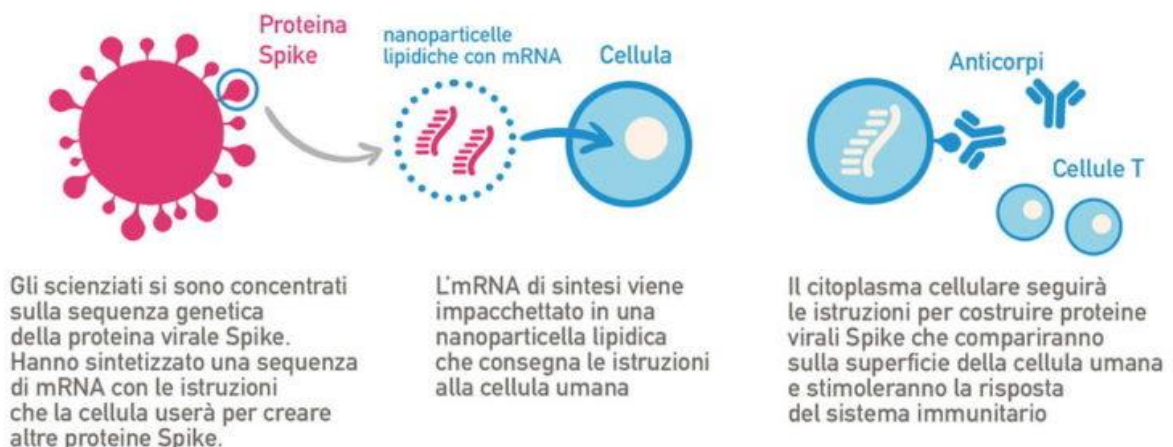 Proteina
Spike
nanoparticelle
lipidiche con mRNA
Cellula
Anticorpi
Cellule T
Gli scienziati si sono concentrati
sulla sequenza genetica
della proteina virale Spike.
Hanno sintetizzato una sequenza
di mRNA con le istruzioni
che la cellula userà per creare
altre proteine Spike.
L'mRNA di sintesi viene
impacchettato in una
nanoparticella lipidica
che consegna le istruzioni
alla cellula umana
Il citoplasma cellulare seguirà
le istruzioni per costruire proteine
virali Spike che compariranno
sulla superficie della cellula umana
e stimoleranno la risposta
del sistema immunitario